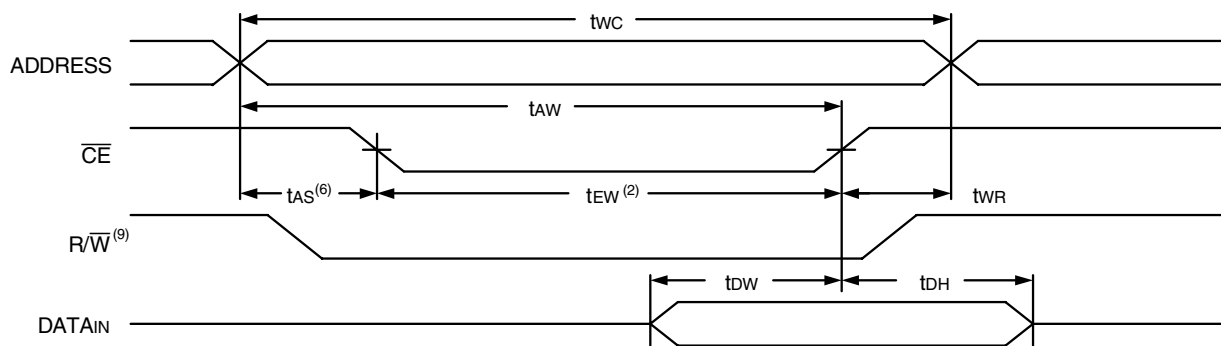 tWC
ADDRESS
tAW
CE
tAS(6) tEW (2) tWR
R/W (9)
tDW tDH
DATAIN